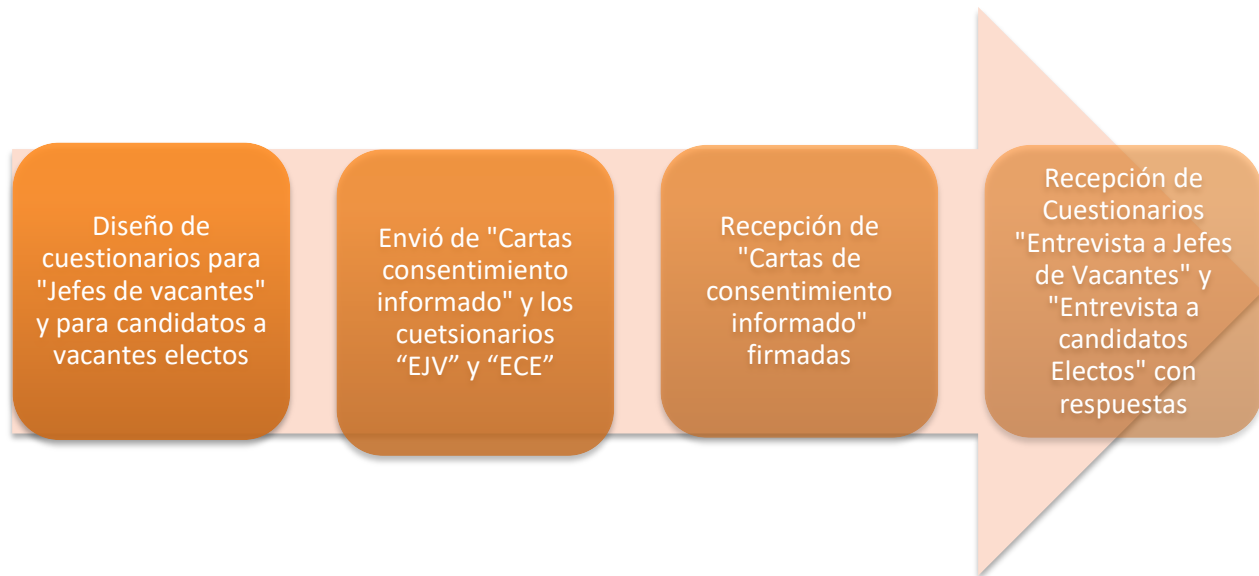 Diseño de
cuestionarios para
"Jefes de vacantes"
y para candidatos a
vacantes electos
Envió de "Cartas
consentimiento
informado" y los
cuetsionarios
“EJV” y “ECE”
Recepción de
"Cartas de
consentimiento
informado"
firmadas
Recepción de
Cuestionarios
"Entrevista a Jefes
de Vacantes" y
"Entrevista a
candidatos
Electos" con
respuestas